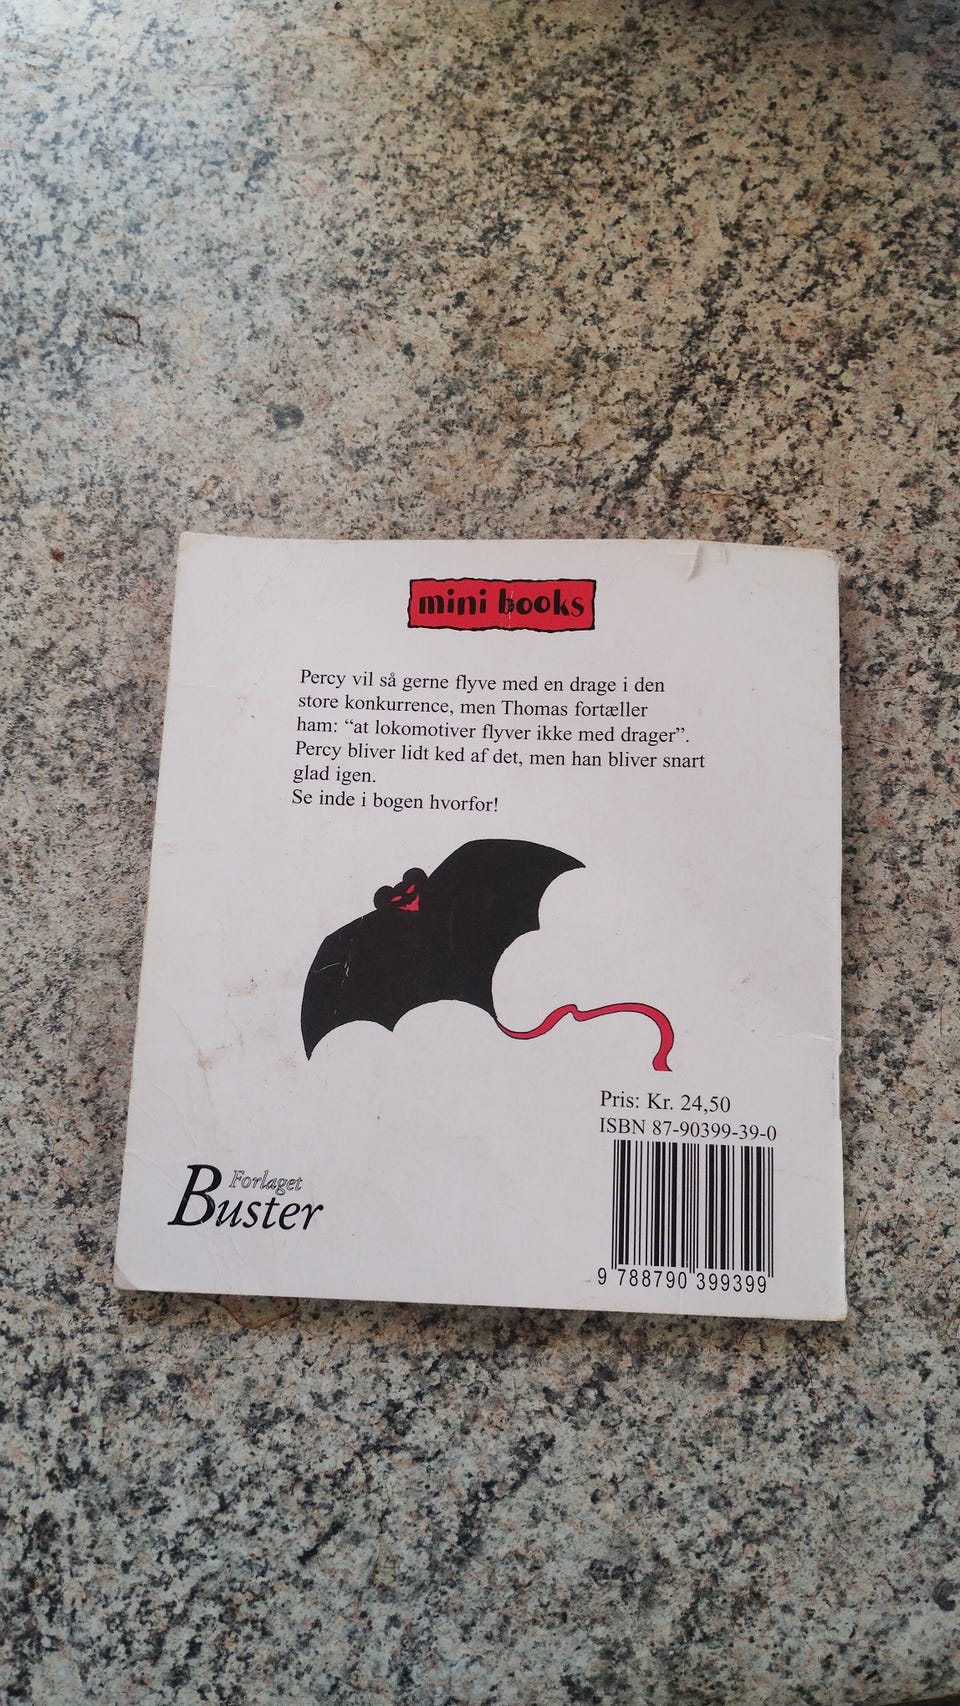 mini books
Percy vil så gerne flyve med en drage i den
store konkurrence, men Thomas fortæller
ham: “at lokomotiver flyver ikke med drager”.
Percy bliver lidt ked af det, men han bliver snart
glad igen.
Se inde i bogen hvorfor!
Pris: Kr. 24,50
ISBN 87-90399-39-0
Forlaget
Buster
9 788790 399399